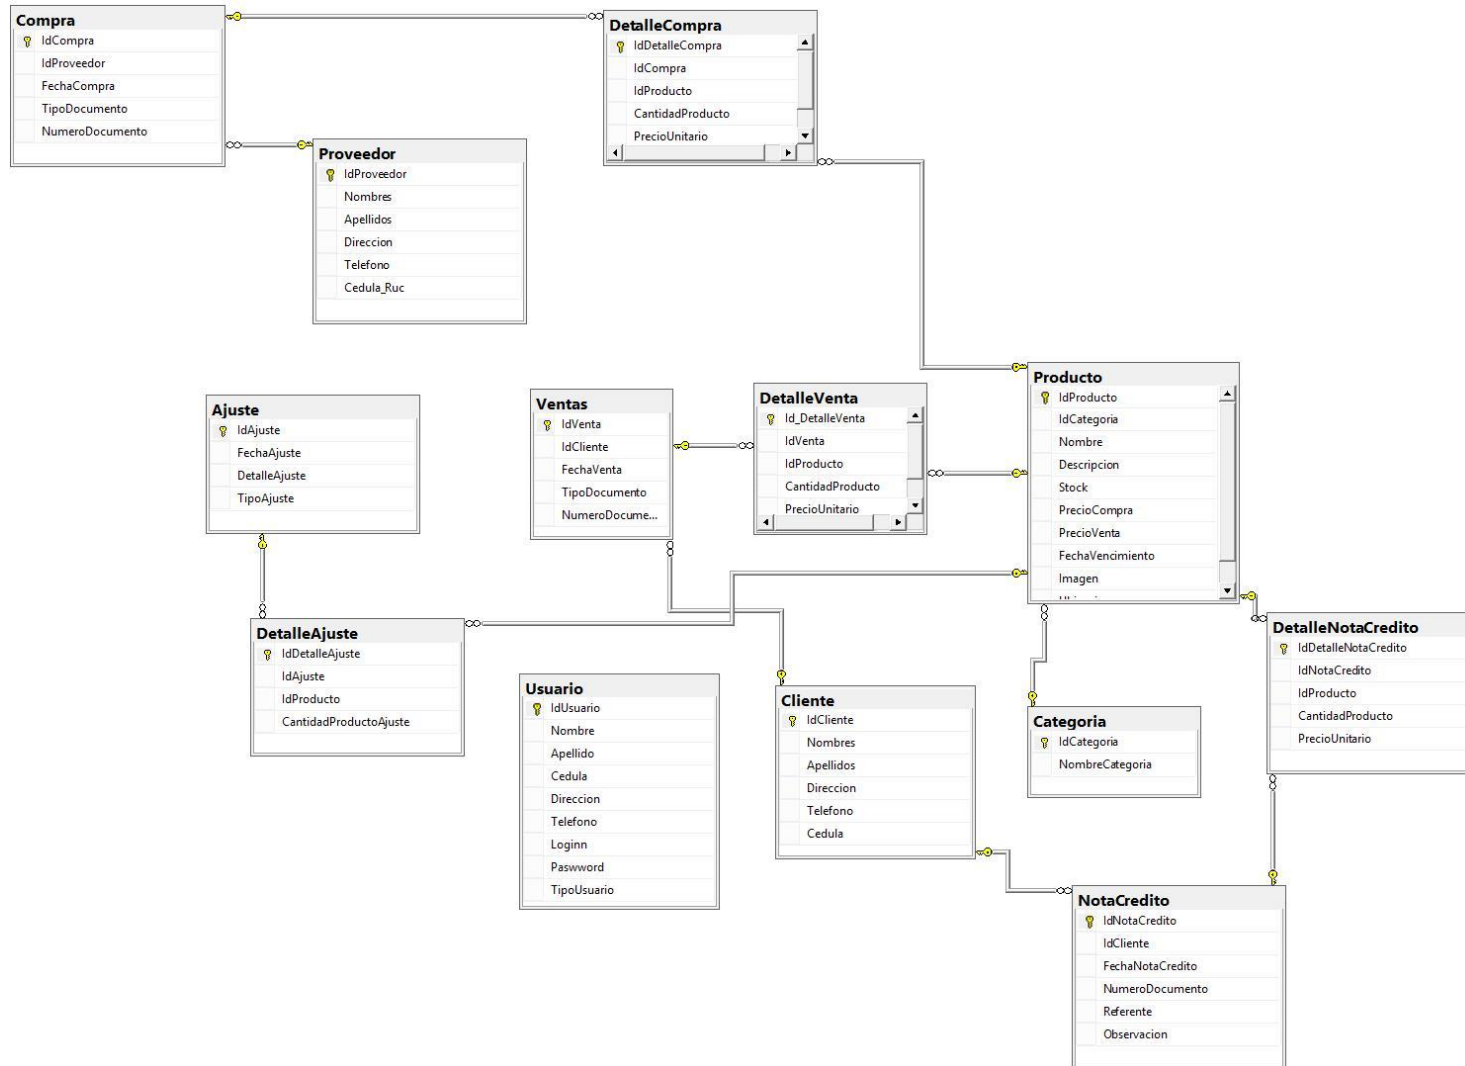 Compra
IdCompra
IdProveedor
FechaCompra
TipoDocumento
NumeroDocumento
DetalleCompra
IdDetalleCompra
IdCompra
IdProducto
CantidadProducto
PrecioUnitario
Proveedor
IdProveedor
Nombres
Apellidos
Direccion
Telefono
Cedula_Ruc
Ajuste
IdAjuste
FechaAjuste
DetalleAjuste
TipoAjuste
Ventas
IdVenta
IdCliente
FechaVenta
TipoDocumento
NumeroDocume...
DetalleVenta
Id_DetalleVenta
IdVenta
IdProducto
CantidadProducto
PrecioUnitario
Producto
IdProducto
IdCategoria
Nombre
Descripcion
Stock
PrecioCompra
PrecioVenta
FechaVencimiento
Imagen
DetalleAjuste
IdDetalleAjuste
IdAjuste
IdProducto
CantidadProductoAjuste
Usuario
IdUsuario
Nombre
Apellido
Cedula
Direccion
Telefono
Loginn
Paswword
TipoUsuario
Cliente
IdCliente
Nombres
Apellidos
Direccion
Telefono
Cedula
Categoria
IdCategoria
NombreCategoria
DetalleNotaCredito
IdDetalleNotaCredito
IdNotaCredito
IdProducto
CantidadProducto
PrecioUnitario
NotaCredito
IdNotaCredito
IdCliente
FechaNotaCredito
NumeroDocumento
Referente
Observacion